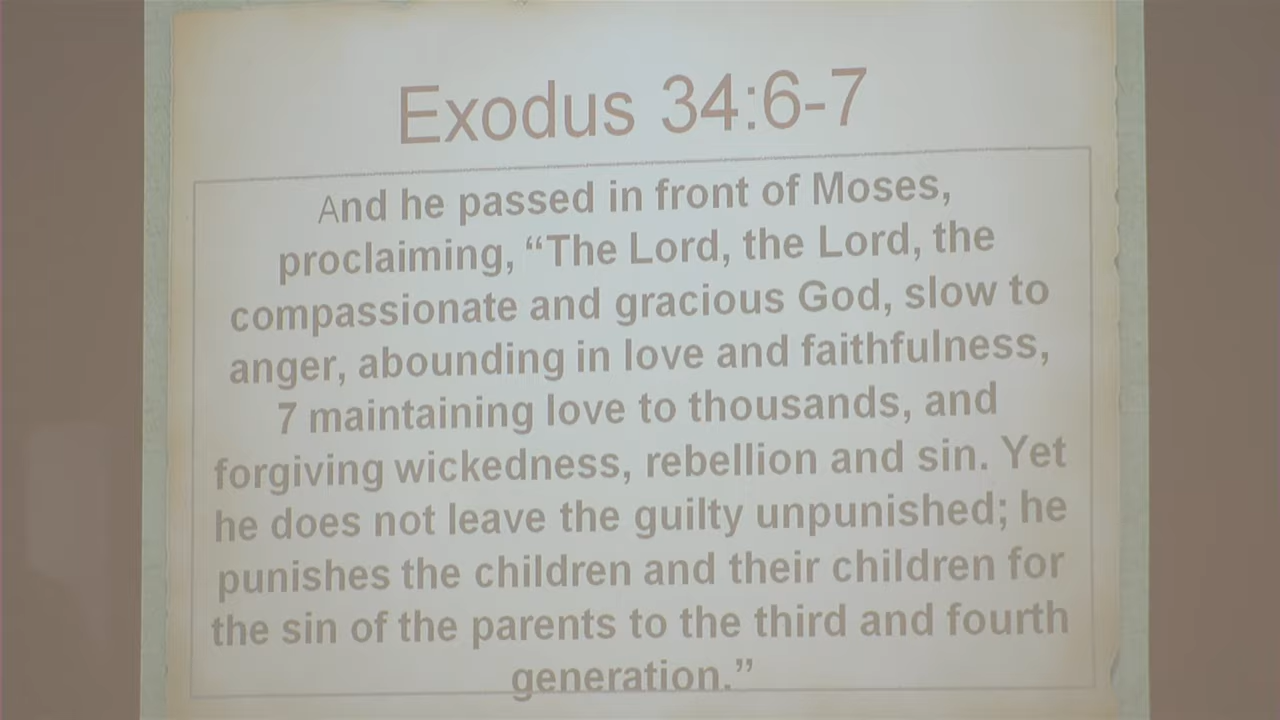 Exodus 34:6-7
And he passed in front of Moses,
proclaiming, “The Lord, the Lord, the
compassionate and gracious God, slow to
anger, abounding in love and faithfulness,
7 maintaining love to thousands, and
forgiving wickedness, rebellion and sin. Yet
he does not leave the guilty unpunished; he
punishes the children and their children for
the sin of the parents to the third and fourth
generation.”